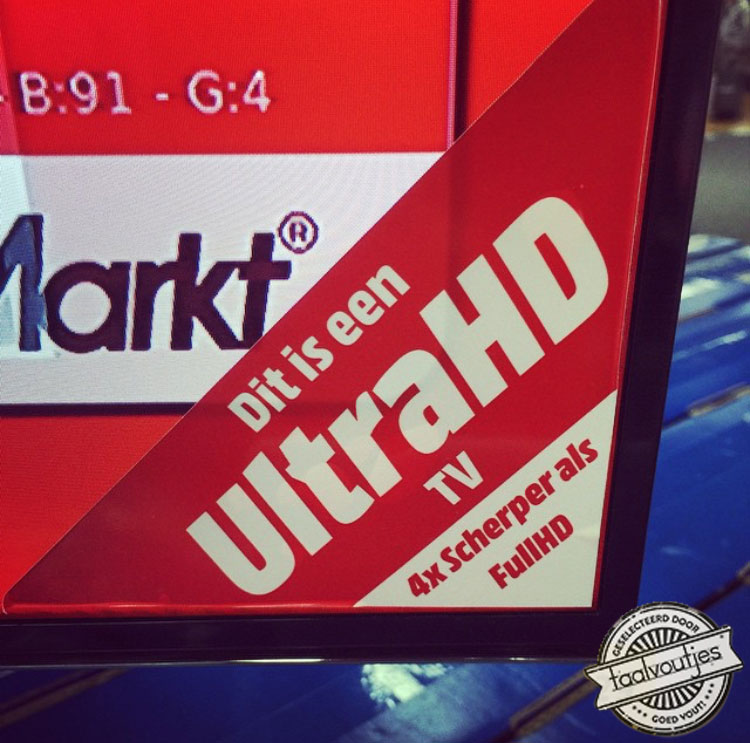 - B:91 - G:4
Markt®
Dit is een
UltraHD
TV
4x Scherper als
FullHD
GESELECTEERD DOOR
taalvoutjes
GOED VOUT!